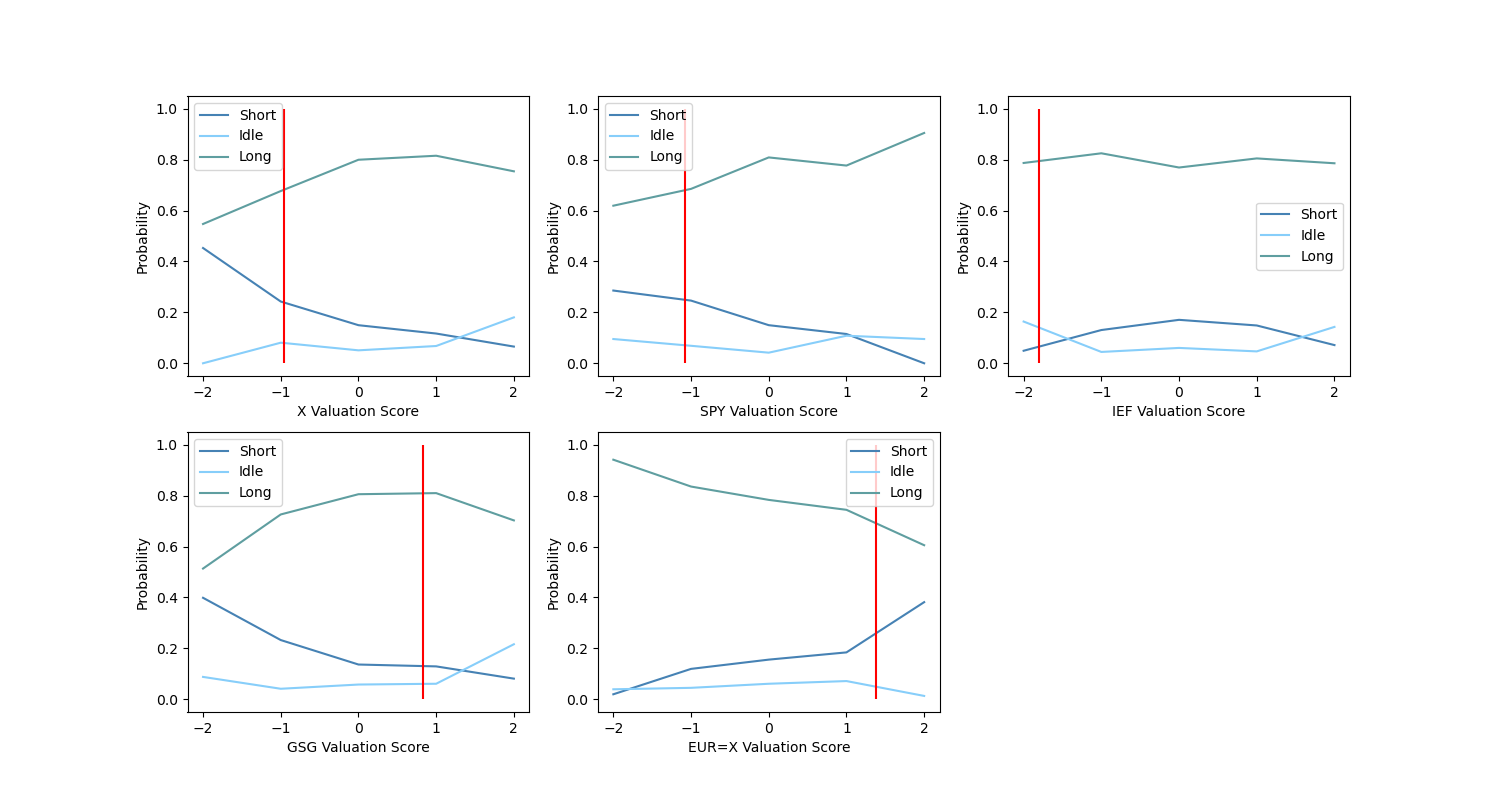 1.0
0.8
0.6
0.4
0.2
0.0
Probability
Short
Idle
Long
−2 −1 0 1 2
X Valuation Score
1.0
0.8
0.6
0.4
0.2
0.0
Probability
Short
Idle
Long
−2 −1 0 1 2
SPY Valuation Score
1.0
0.8
0.6
0.4
0.2
0.0
Probability
Short
Idle
Long
−2 −1 0 1 2
IEF Valuation Score
1.0
0.8
0.6
0.4
0.2
0.0
Probability
Short
Idle
Long
−2 −1 0 1 2
GSG Valuation Score
1.0
0.8
0.6
0.4
0.2
0.0
Probability
Short
Idle
Long
−2 −1 0 1 2
EUR=X Valuation Score